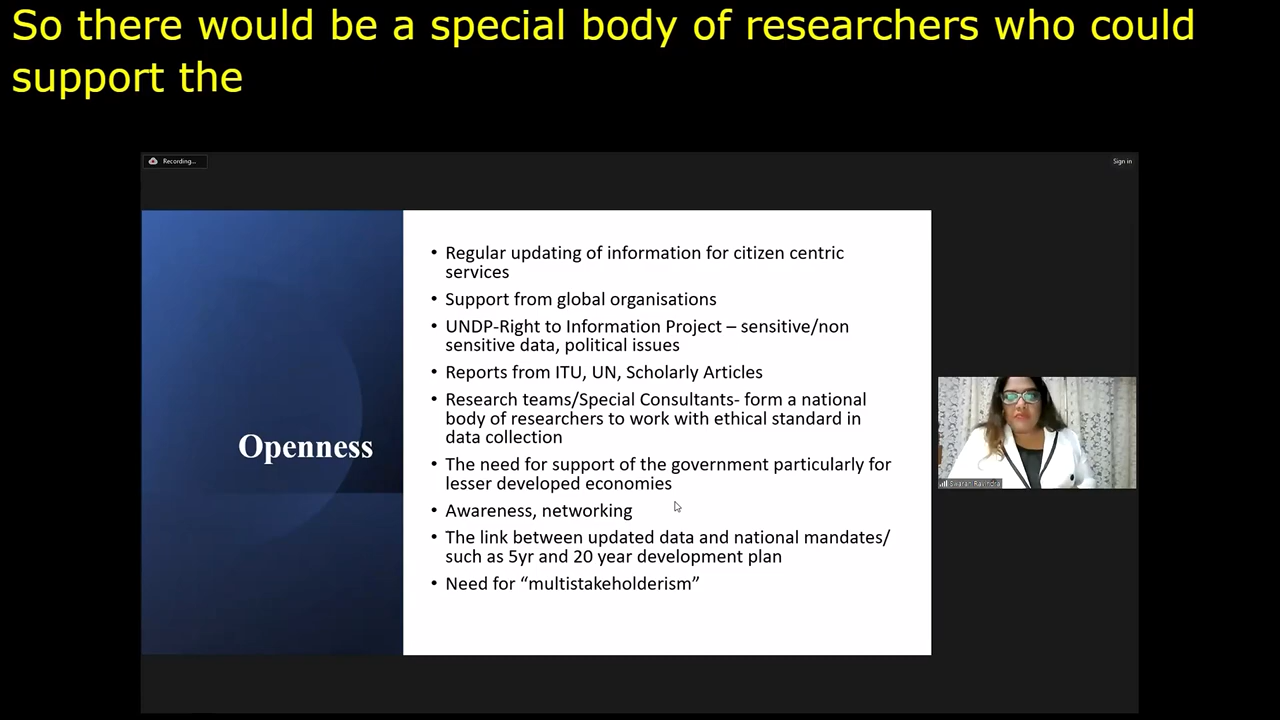 So there would be a special body of researchers who could
support the
Recording...
Sign in
Openness
• Regular updating of information for citizen centric
services
• Support from global organisations
• UNDP-Right to Information Project – sensitive/non
sensitive data, political issues
• Reports from ITU, UN, Scholarly Articles
• Research teams/Special Consultants- form a national
body of researchers to work with ethical standard in
data collection
• The need for support of the government particularly for
lesser developed economies
• Awareness, networking
• The link between updated data and national mandates/
such as 5yr and 20 year development plan
• Need for “multistakeholderism”
Swaran Ravindra